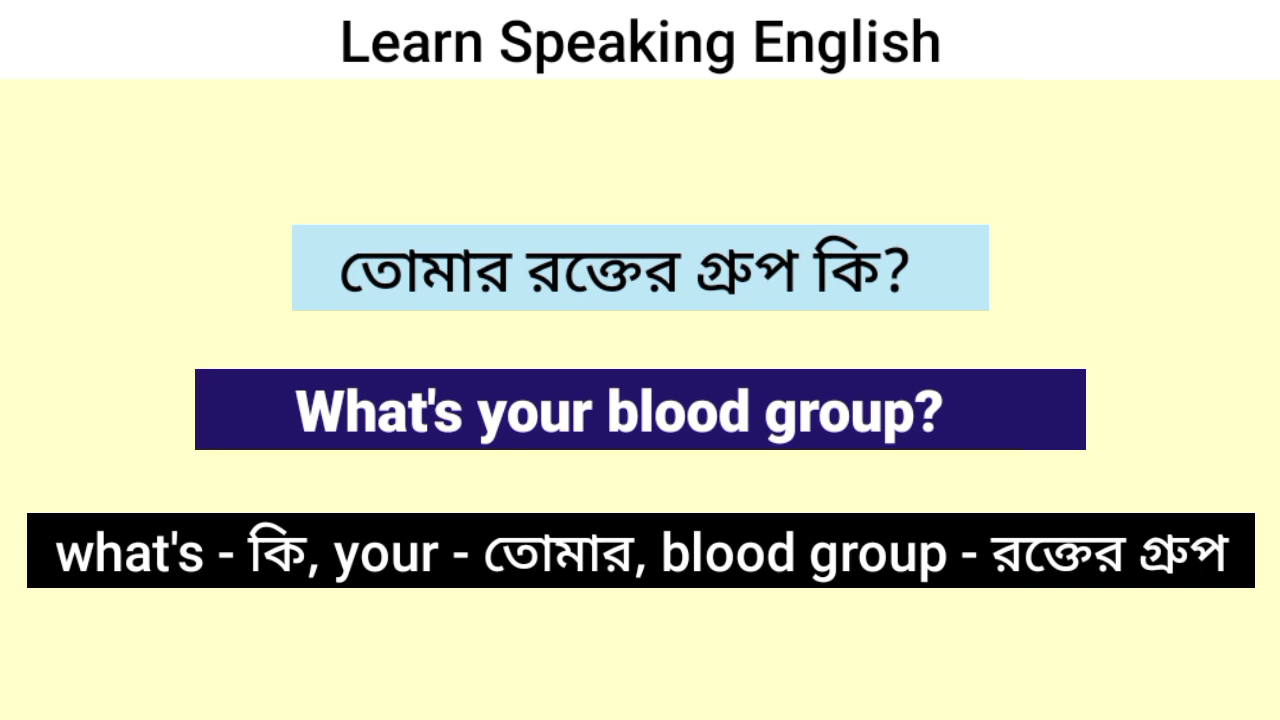 Learn Speaking English
তোমার রক্তের গ্রুপ কি?
What's your blood group?
what's - কি, your - তোমার, blood group - রক্তের গ্রুপ